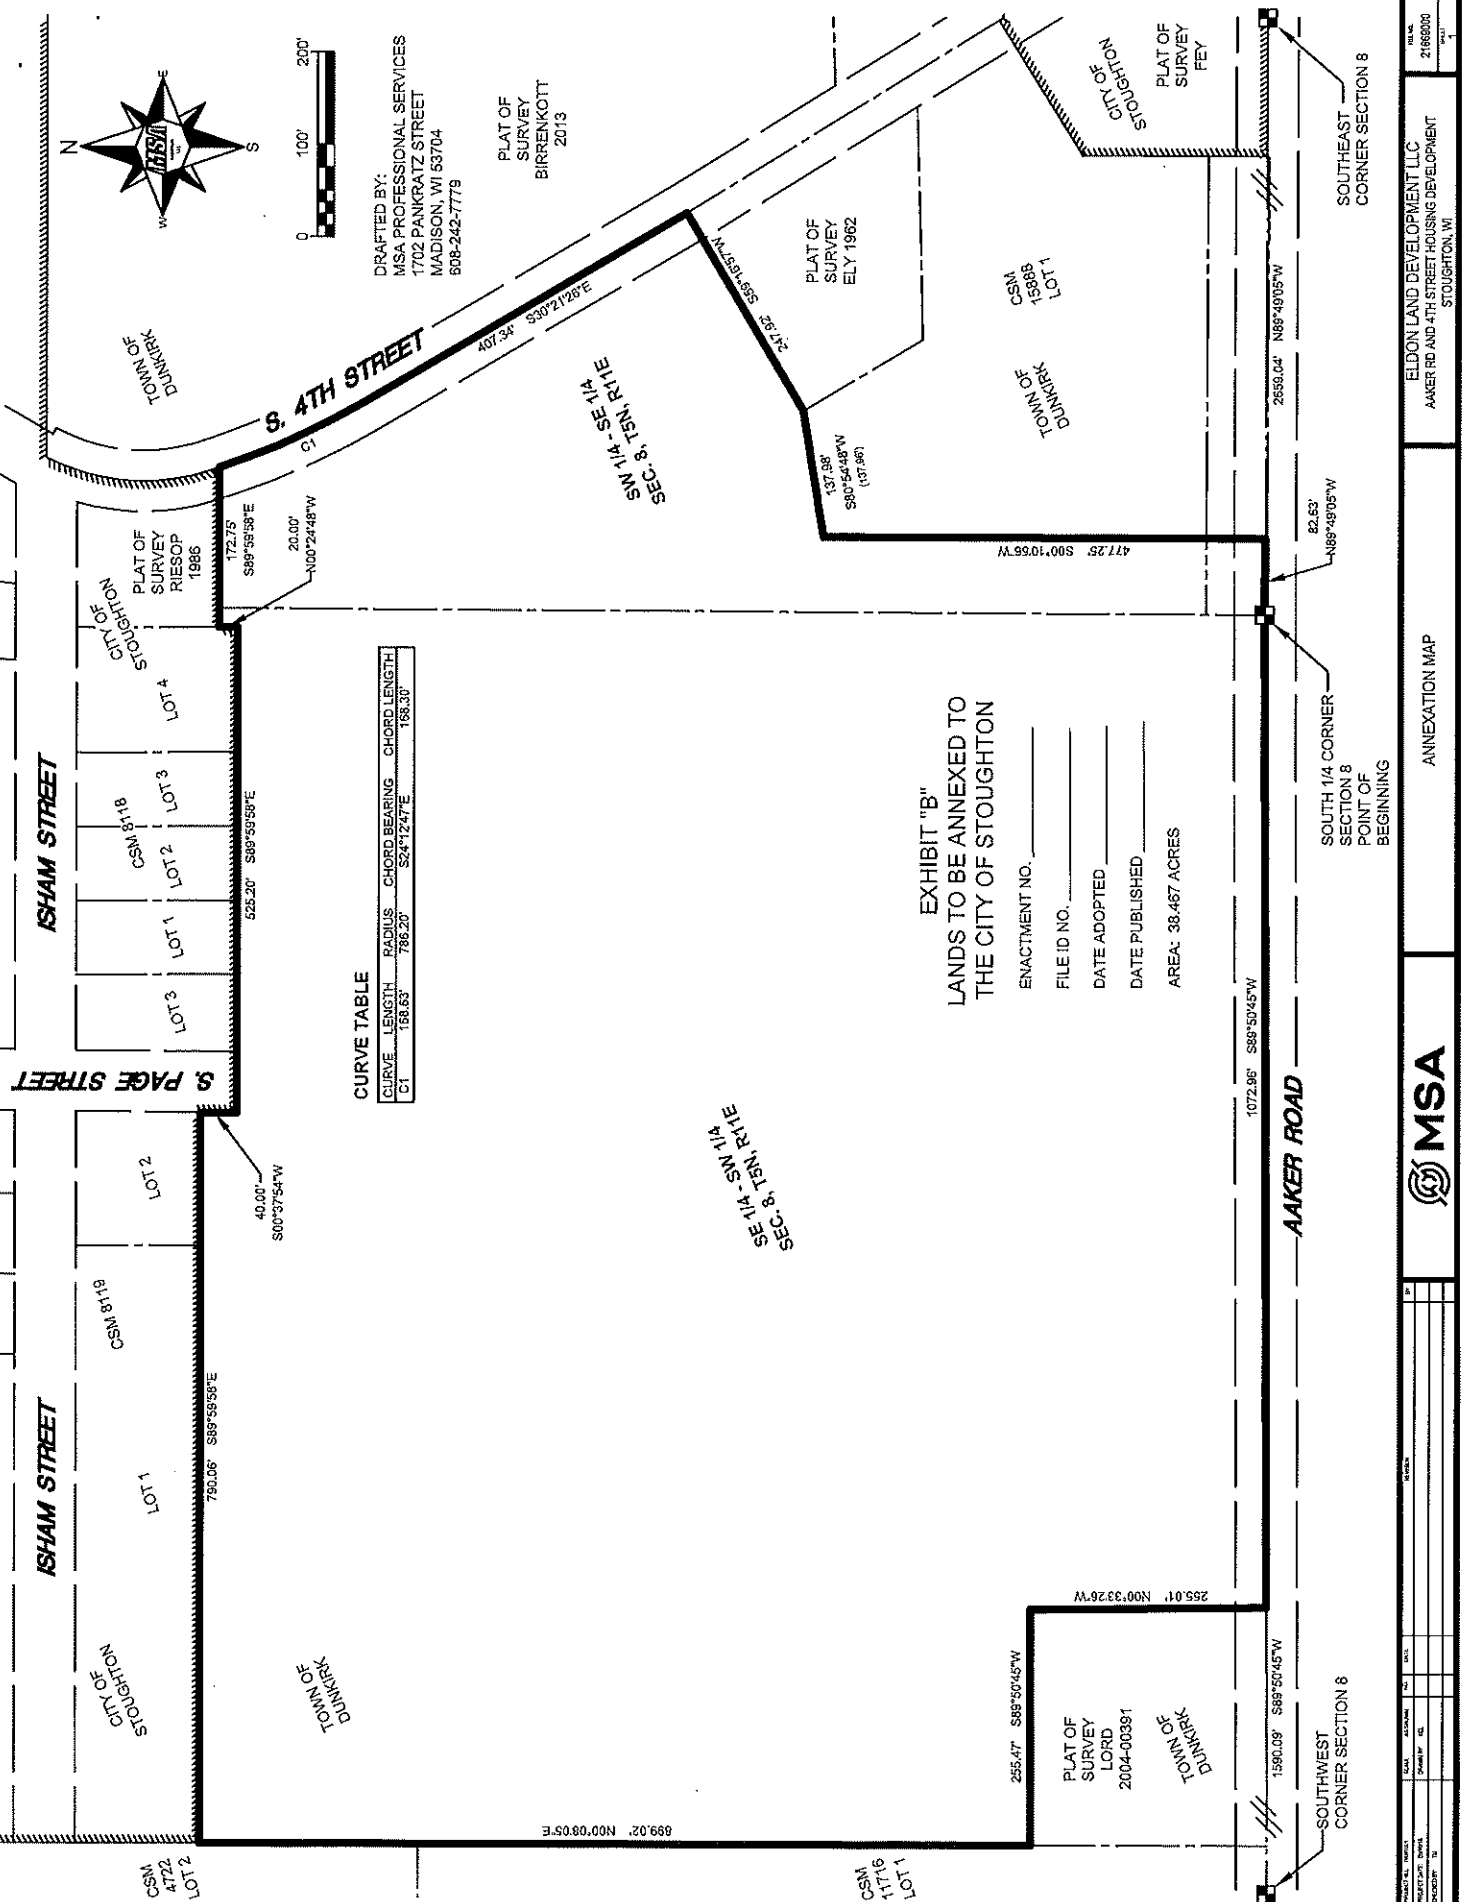 ISHAM STREET
ISHAM STREET
S. PAGE STREET
CITY OF
STOUGHTON
CSM 8119
LOT 1
LOT 2
CSM
4722
LOT 2
LOT 3
LOT 1
LOT 2
LOT 3
LOT 4
CSM 8118
CITY OF
STOUGHTON
PLAT OF
SURVEY
RIESOP
1986
TOWN OF
DUNKIRK
N
W
E
S
MSA
0
100'
200'
DRAFTED BY:
MSA PROFESSIONAL SERVICES
1702 PANKRATZ STREET
MADISON, WI 53704
608-242-7779
PLAT OF
SURVEY
BIRRENKOTT
2013
790.06' S89°59'58"E
40.00'
S00°37'54"W
525.20' S89°59'58"E
172.75'
S89°59'58"E
20.00'
N00°24'48"W
S. 4TH STREET
C1
407.34' S30°21'26"E
TOWN OF
DUNKIRK
CURVE TABLE
CURVE LENGTH RADIUS CHORD BEARING CHORD LENGTH
C1 168.63' 786.20' S24°12'47"E 168.30'
SW 1/4 - SE 1/4
SEC. 8, T5N, R11E
247.92' S59°16'57"W
137.98'
S80°54'48"W
(137.96')
PLAT OF
SURVEY
ELY 1962
CSM
15888
LOT 1
TOWN OF
DUNKIRK
CITY OF
STOUGHTON
PLAT OF
SURVEY
FEY
477.25' S00°10'56"W
SE 1/4 - SW 1/4
SEC. 8, T5N, R11E
899.02' N00°08'05"E
CSM
11716
LOT 1
EXHIBIT "B"
LANDS TO BE ANNEXED TO
THE CITY OF STOUGHTON
ENACTMENT NO.
FILE ID NO.
DATE ADOPTED
DATE PUBLISHED
AREA: 38.467 ACRES
255.47' S89°50'45"W
255.01' N00°33'26"W
PLAT OF
SURVEY
LORD
2004-00391
TOWN OF
DUNKIRK
1590.09' S89°50'45"W
1072.96' S89°50'45"W
82.63'
N89°49'05"W
2659.04' N89°49'05"W
AAKER ROAD
SOUTHWEST
CORNER SECTION 8
SOUTH 1/4 CORNER
SECTION 8
POINT OF
BEGINNING
SOUTHEAST
CORNER SECTION 8
MSA
ANNEXATION MAP
ELDON LAND DEVELOPMENT LLC
AAKER RD AND 4TH STREET HOUSING DEVELOPMENT
STOUGHTON, WI
21669000
1